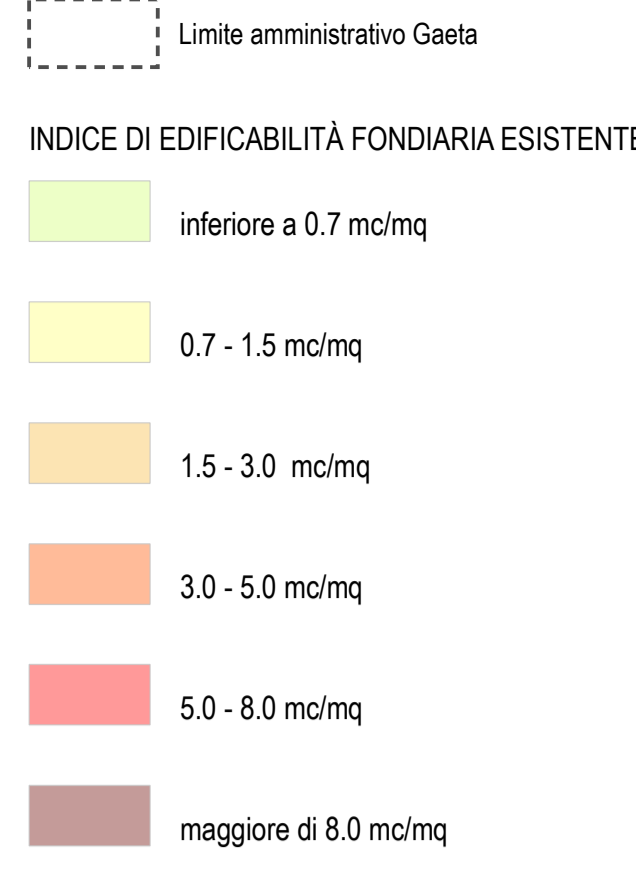 Limite amministrativo Gaeta
INDICE DI EDIFICABILITÀ FONDIARIA ESISTENTE
inferiore a 0.7 mc/mq
0.7 - 1.5 mc/mq
1.5 - 3.0 mc/mq
3.0 - 5.0 mc/mq
5.0 - 8.0 mc/mq
maggiore di 8.0 mc/mq